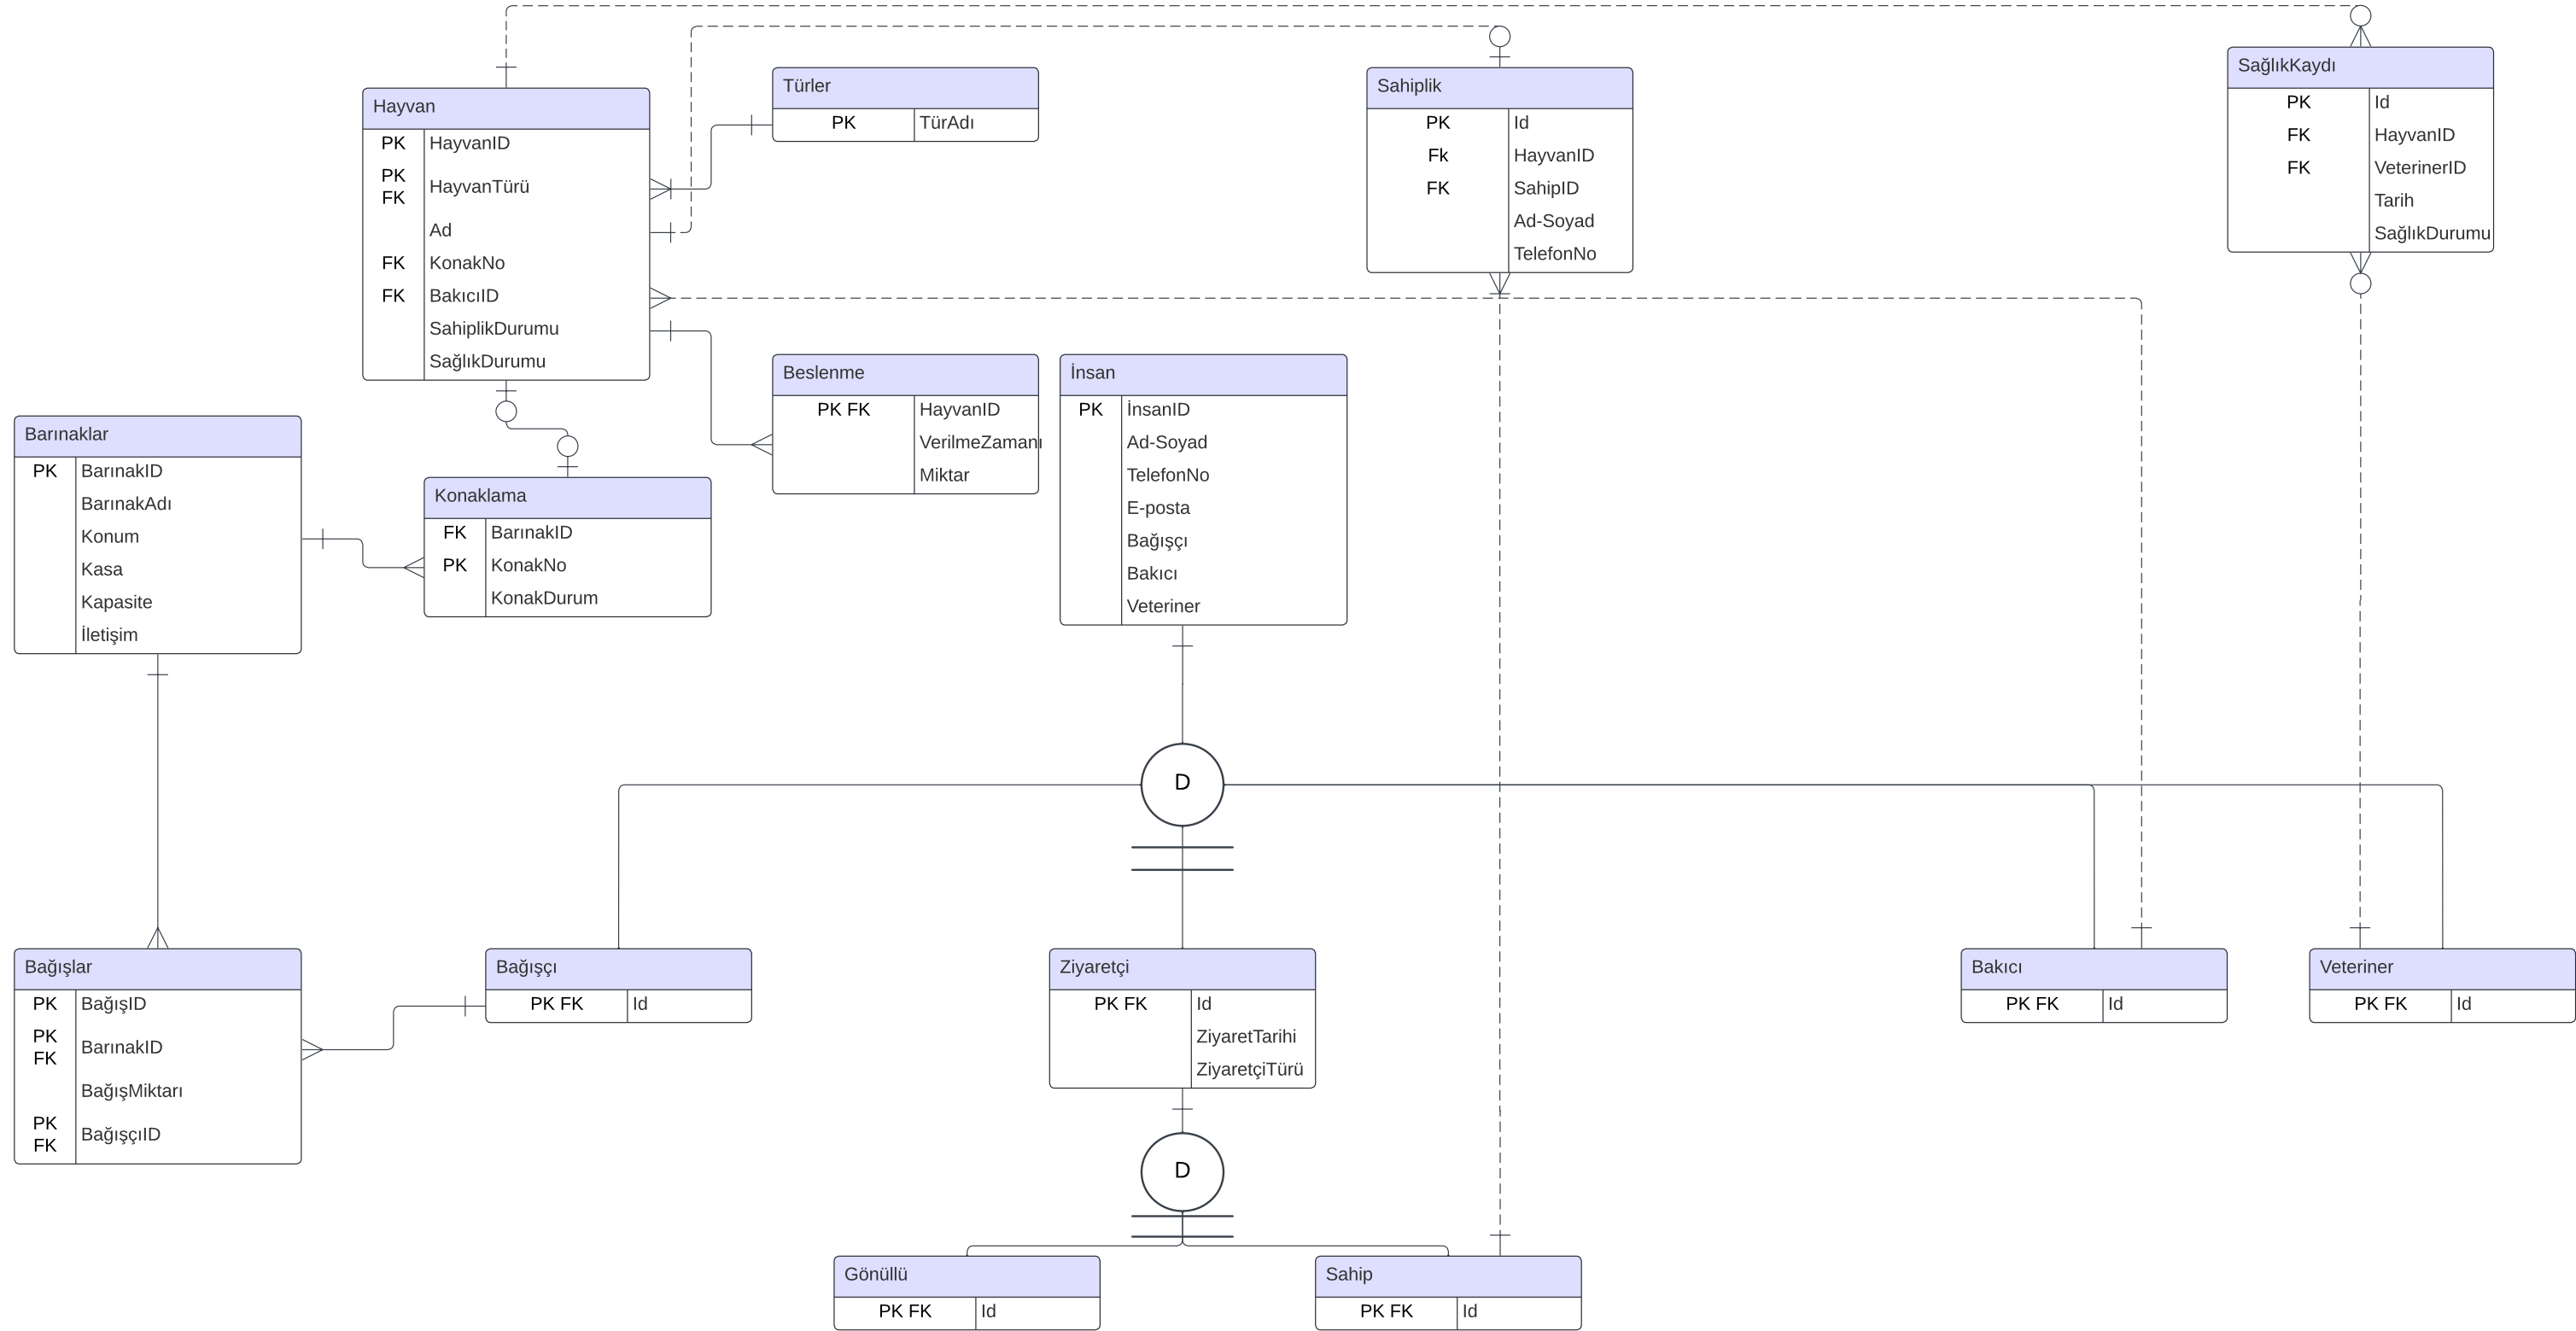 Hayvan
PK HayvanID
PK
FK
HayvanTürü
Ad
FK KonakNo
FK BakıcıID
SahiplikDurumu
SağlıkDurumu
Türler
PK TürAdı
Sahiplik
PK Id
Fk HayvanID
FK SahipID
Ad-Soyad
TelefonNo
SağlıkKaydı
PK Id
FK HayvanID
FK VeterinerID
Tarih
SağlıkDurumu
Beslenme
PK FK HayvanID
VerilmeZamanı
Miktar
İnsan
PK İnsanID
Ad-Soyad
TelefonNo
E-posta
Bağışçı
Bakıcı
Veteriner
Barınaklar
PK BarınakID
BarınakAdı
Konum
Kasa
Kapasite
İletişim
Konaklama
FK BarınakID
PK KonakNo
KonakDurum
D
Bağışlar
PK BağışID
PK
FK
BarınakID
BağışMiktarı
PK
FK
BağışçıID
Bağışçı
PK FK Id
Ziyaretçi
PK FK Id
ZiyaretTarihi
ZiyaretçiTürü
Bakıcı
PK FK Id
Veteriner
PK FK Id
D
Gönüllü
PK FK Id
Sahip
PK FK Id